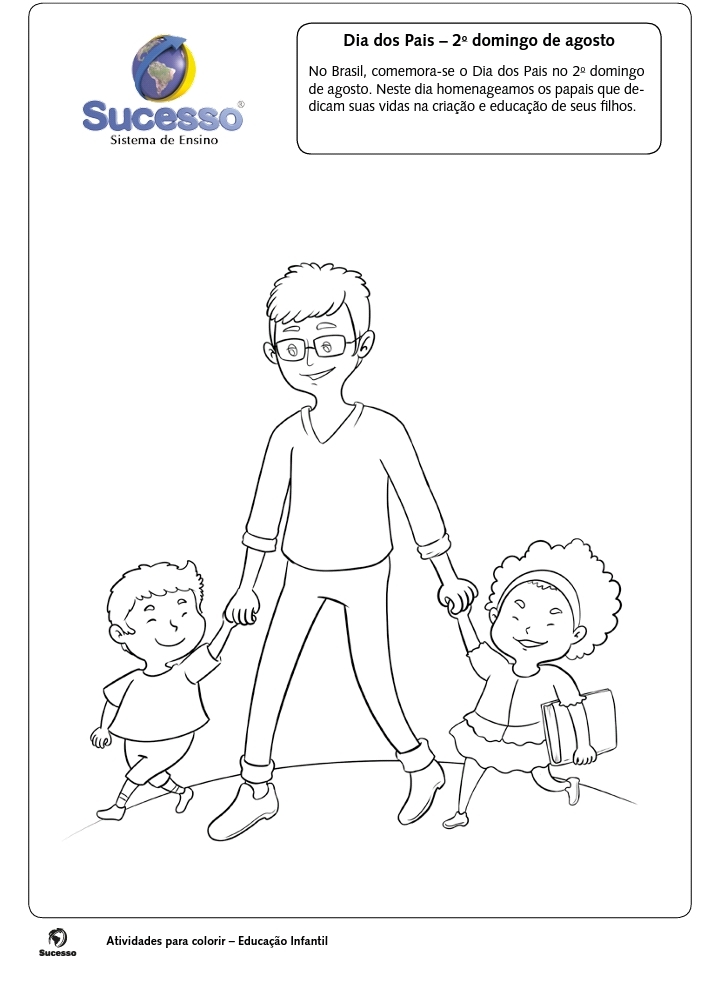 Sucesso®
Sistema de Ensino
Dia dos Pais – 2º domingo de agosto
No Brasil, comemora-se o Dia dos Pais no 2º domingo
de agosto. Neste dia homenageamos os papais que de-
dicam suas vidas na criação e educação de seus filhos.
Sucesso
Atividades para colorir – Educação Infantil